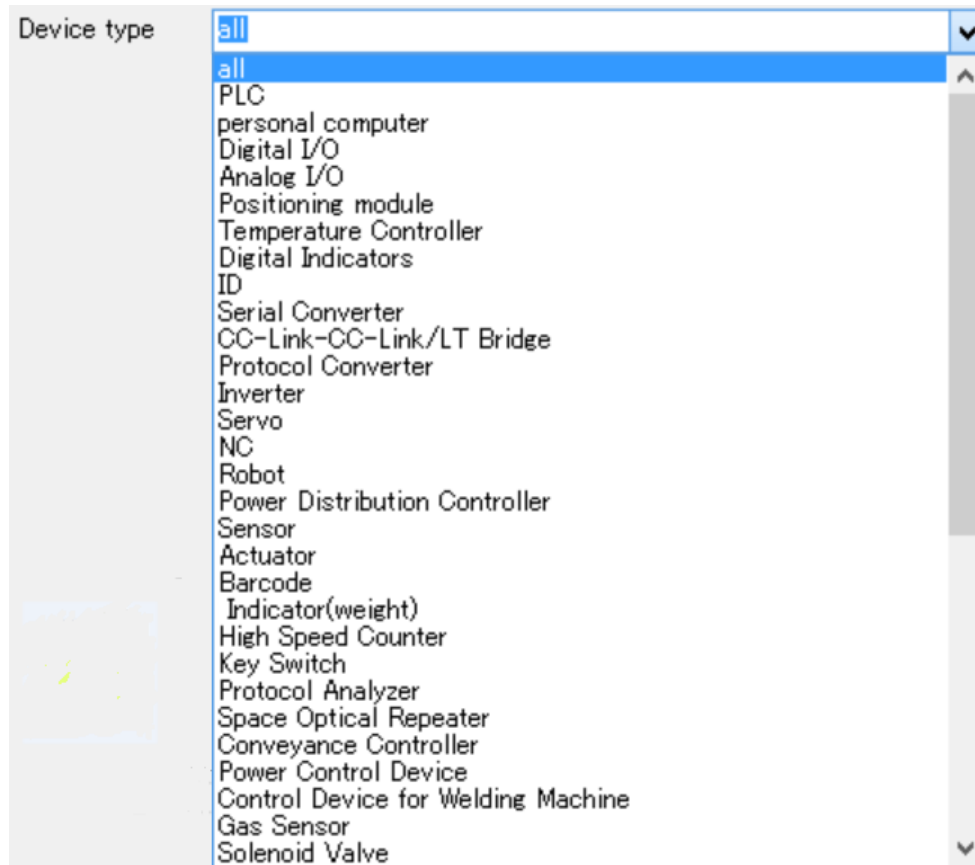 Device type
all
all
PLC
personal computer
Digital I/O
Analog I/O
Positioning module
Temperature Controller
Digital Indicators
ID
Serial Converter
CC-Link-CC-Link/LT Bridge
Protocol Converter
Inverter
Servo
NC
Robot
Power Distribution Controller
Sensor
Actuator
Barcode
Indicator(weight)
High Speed Counter
Key Switch
Protocol Analyzer
Space Optical Repeater
Conveyance Controller
Power Control Device
Control Device for Welding Machine
Gas Sensor
Solenoid Valve